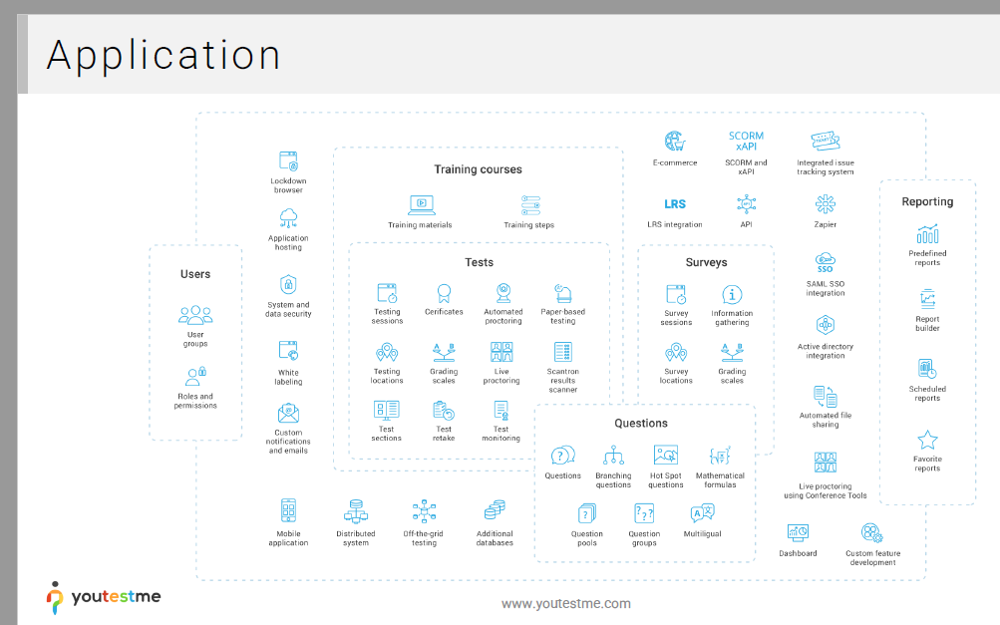 Application
Lockdown
browser
Application
hosting
System and
data security
White
labeling
Custom
notifications
and emails
Users
User
groups
Roles and
permissions
Training courses
Training materials
Training steps
Tests
Testing
sessions
Cerificates
Automated
proctoring
Paper-based
testing
Testing
locations
Grading
scales
Live
proctoring
Scantron
results
scanner
Test
sections
Test
retake
Test
monitoring
E-commerce
SCORM
xAPI
SCORM and
xAPI
Integrated issue
tracking system
LRS
LRS integration
API
Zapier
Surveys
Survey
sessions
Information
gathering
Survey
locations
Grading
scales
SSO
SAML SSO
integration
Active directory
integration
Automated file
sharing
Live proctoring
using Conference Tools
Questions
Questions
Branching
questions
Hot Spot
questions
Mathematical
formulas
Question
pools
Question
groups
Multiligual
Reporting
Predefined
reports
Report
builder
Scheduled
reports
Favorite
reports
Mobile
application
Distributed
system
Off-the-grid
testing
Additional
databases
Dashboard
Custom feature
development
youtestme
www.youtestme.com